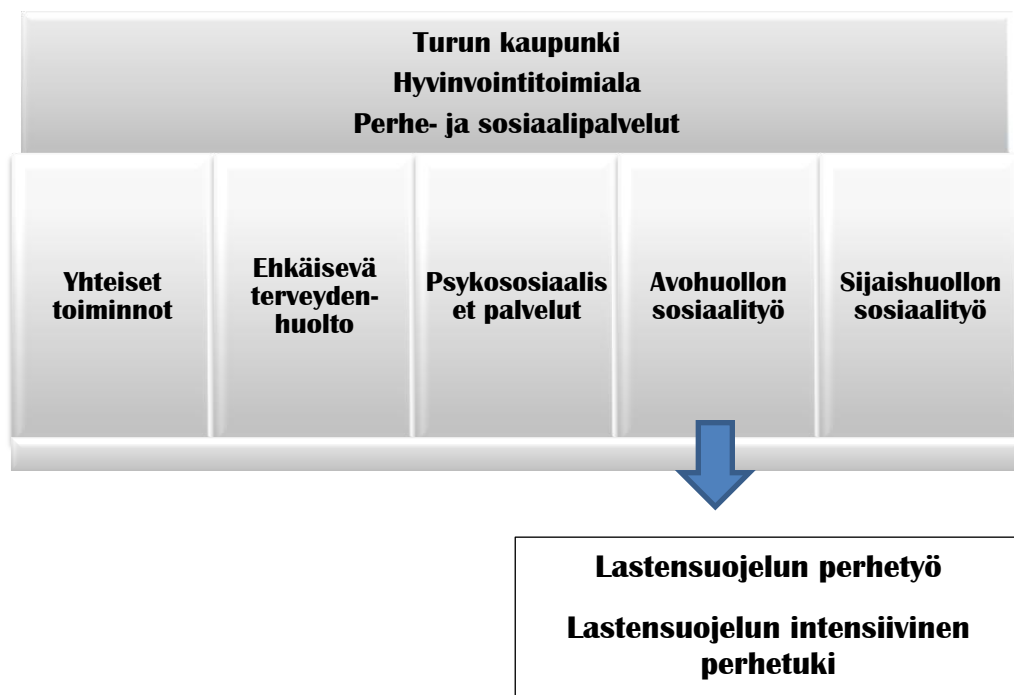 Turun kaupunki
Hyvinvointitoimiala
Perhe- ja sosiaalipalvelut
Yhteiset
toiminnot
Ehkäisevä
terveyden-
huolto
Psykososiaalis
et palvelut
Avohuollon
sosiaalityö
Sijaishuollon
sosiaalityö
Lastensuojelun perhetyö
Lastensuojelun intensiivinen
perhetuki